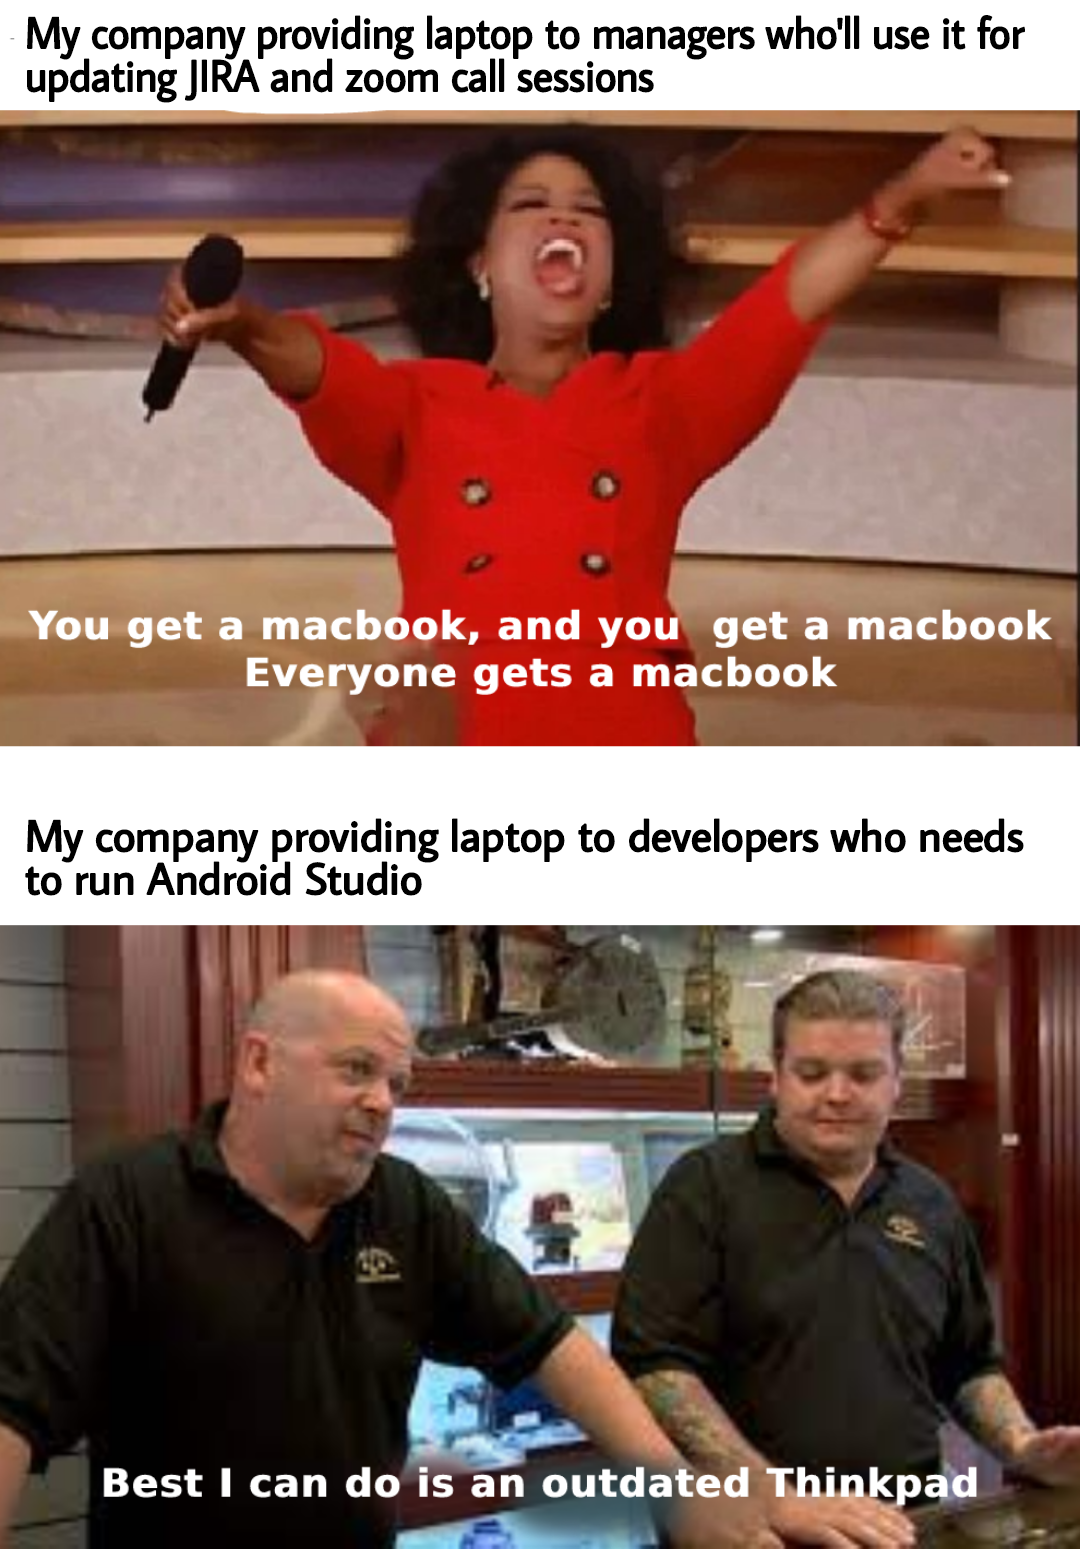 My company providing laptop to managers who'll use it for
updating JIRA and zoom call sessions
You get a macbook, and you get a macbook
Everyone gets a macbook
My company providing laptop to developers who needs
to run Android Studio
Best I can do is an outdated Thinkpad